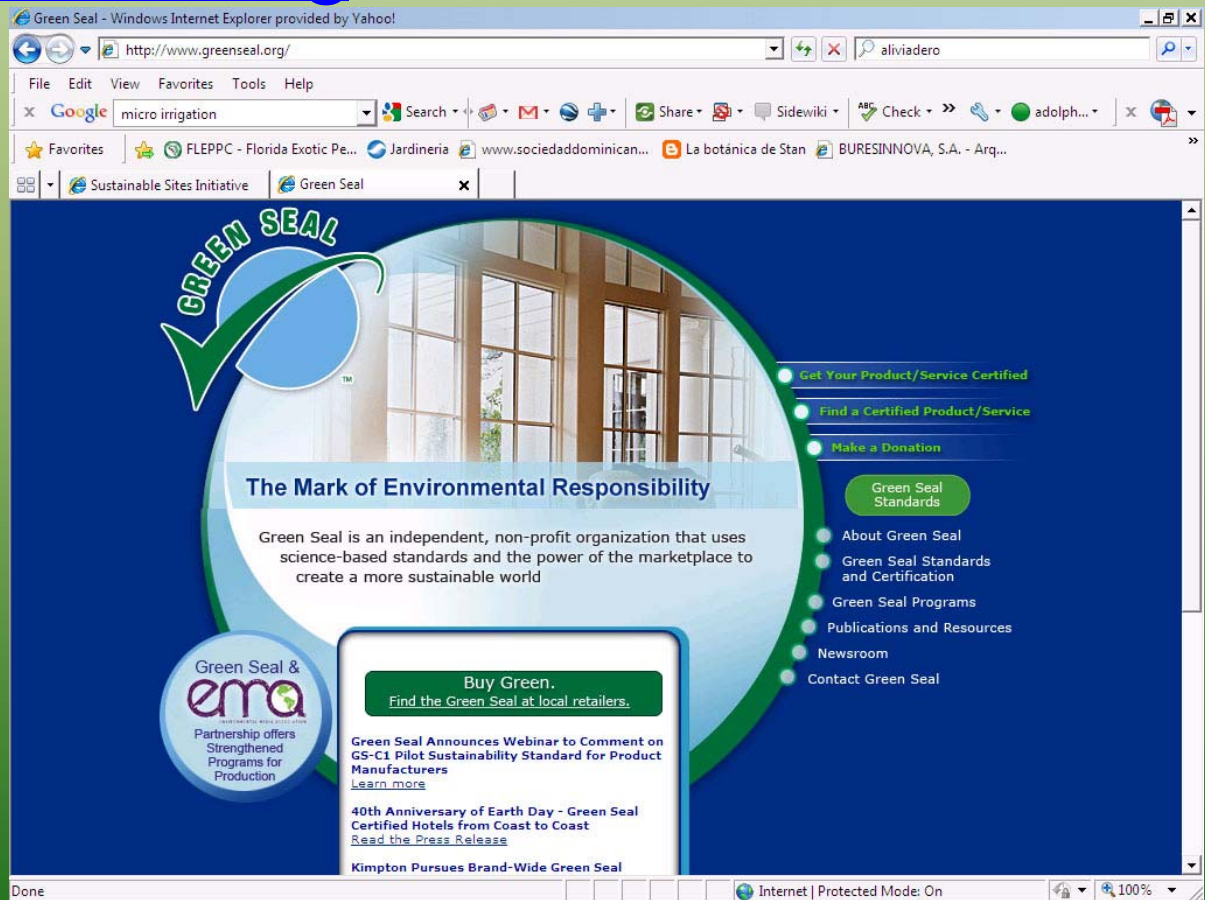 Green Seal - Windows Internet Explorer provided by Yahoo!
http://www.greenseal.org/
aliviadero
File Edit View Favorites Tools Help
x Google micro irrigation Search Share Sidewiki Check » adolph... x
Favorites FLEPPC - Florida Exotic Pe... Jardineria www.sociedaddominican... La botánica de Stan BURESINNOVA, S.A. - Arq... »
Sustainable Sites Initiative Green Seal x
GREEN SEAL
TM
Get Your Product/Service Certified
Find a Certified Product/Service
Make a Donation
The Mark of Environmental Responsibility
Green Seal
Standards
Green Seal is an independent, non-profit organization that uses
science-based standards and the power of the marketplace to
create a more sustainable world
About Green Seal
Green Seal Standards
and Certification
Green Seal Programs
Publications and Resources
Newsroom
Contact Green Seal
Green Seal &
ema
ENVIRONMENTAL MEDIA ASSOCIATION
Partnership offers
Strengthened
Programs for
Production
Buy Green.
Find the Green Seal at local retailers.
Green Seal Announces Webinar to Comment on
GS-C1 Pilot Sustainability Standard for Product
Manufacturers
Learn more
40th Anniversary of Earth Day - Green Seal
Certified Hotels from Coast to Coast
Read the Press Release
Kimpton Pursues Brand-Wide Green Seal
Done Internet | Protected Mode: On 100%